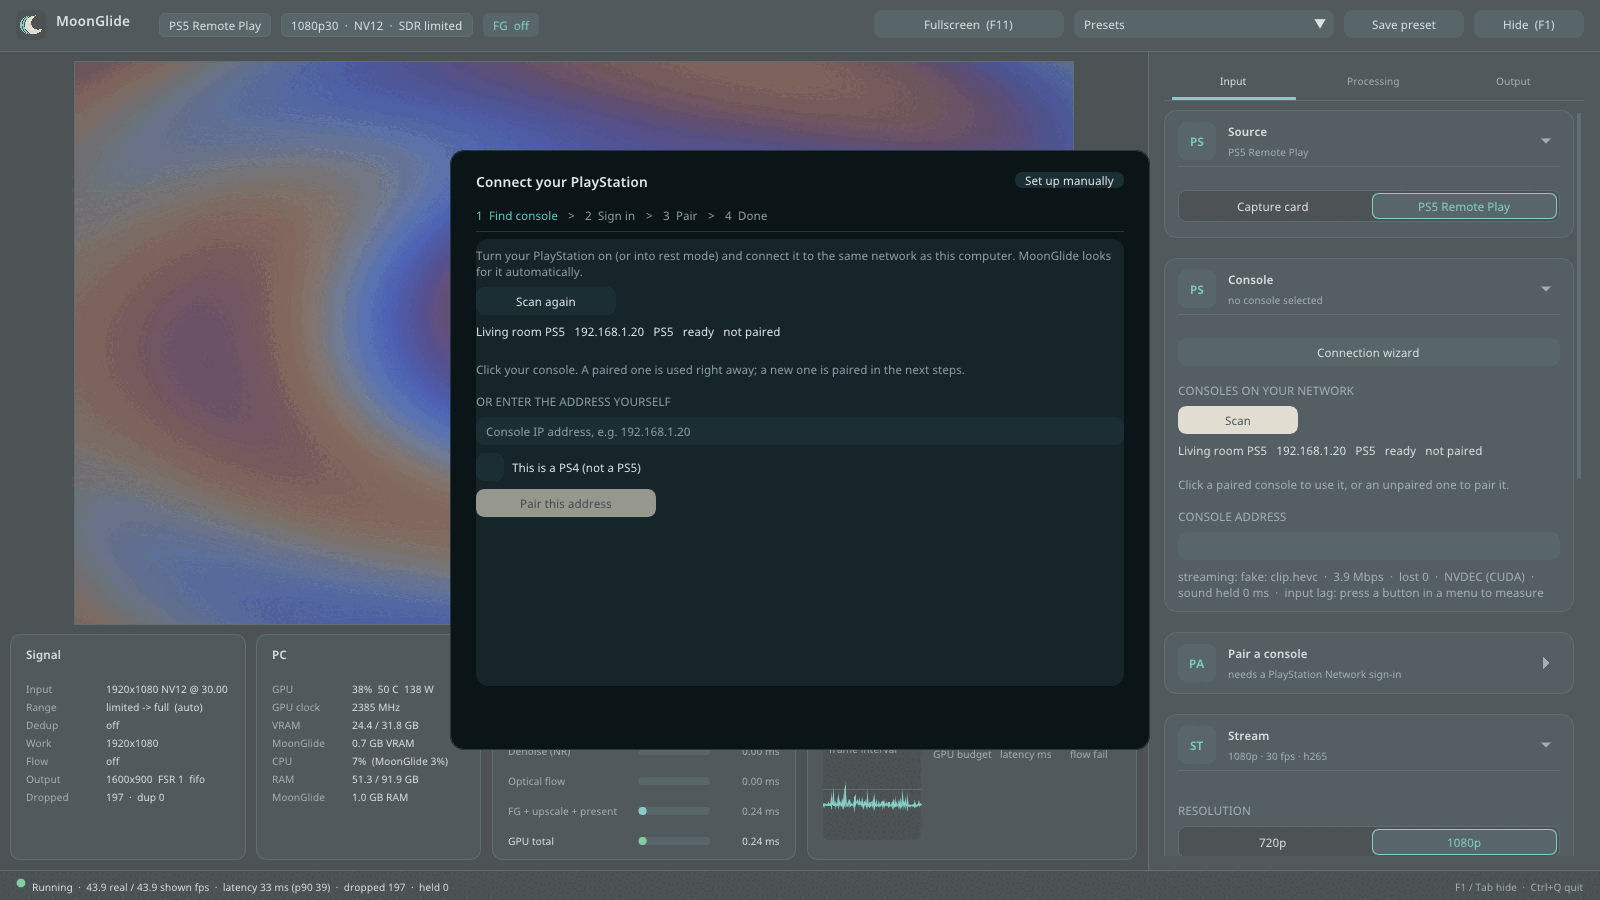 MoonGlide
PS5 Remote Play
1080p30 · NV12 · SDR limited
FG off
Fullscreen (F11)
Presets
Save preset
Hide (F1)
Input
Processing
Output
PS
Source
PS5 Remote Play
Capture card
PS5 Remote Play
PS
Console
no console selected
Connection wizard
CONSOLES ON YOUR NETWORK
Scan
Living room PS5 192.168.1.20 PS5 ready not paired
Click a paired console to use it, or an unpaired one to pair it.
CONSOLE ADDRESS
streaming: fake: clip.hevc · 3.9 Mbps · lost 0 · NVDEC (CUDA) ·
sound held 0 ms · input lag: press a button in a menu to measure
PA
Pair a console
needs a PlayStation Network sign-in
ST
Stream
1080p · 30 fps · h265
RESOLUTION
720p
1080p
Connect your PlayStation
Set up manually
1 Find console > 2 Sign in > 3 Pair > 4 Done
Turn your PlayStation on (or into rest mode) and connect it to the same network as this computer. MoonGlide looks
for it automatically.
Scan again
Living room PS5 192.168.1.20 PS5 ready not paired
Click your console. A paired one is used right away; a new one is paired in the next steps.
OR ENTER THE ADDRESS YOURSELF
Console IP address, e.g. 192.168.1.20
This is a PS4 (not a PS5)
Pair this address
Signal
Input 1920x1080 NV12 @ 30.00
Range limited -> full (auto)
Dedup off
Work 1920x1080
Flow off
Output 1600x900 FSR 1 fifo
Dropped 197 · dup 0
PC
GPU 38% 50 C 138 W
GPU clock 2385 MHz
VRAM 24.4 / 31.8 GB
MoonGlide 0.7 GB VRAM
CPU 7% (MoonGlide 3%)
RAM 51.3 / 91.9 GB
MoonGlide 1.0 GB RAM
Denoise (NR) 0.00 ms
Optical flow 0.00 ms
FG + upscale + present 0.24 ms
GPU total 0.24 ms
frame interval
GPU budget latency ms flow fail
Running · 43.9 real / 43.9 shown fps · latency 33 ms (p90 39) · dropped 197 · held 0
F1 / Tab hide · Ctrl+Q quit